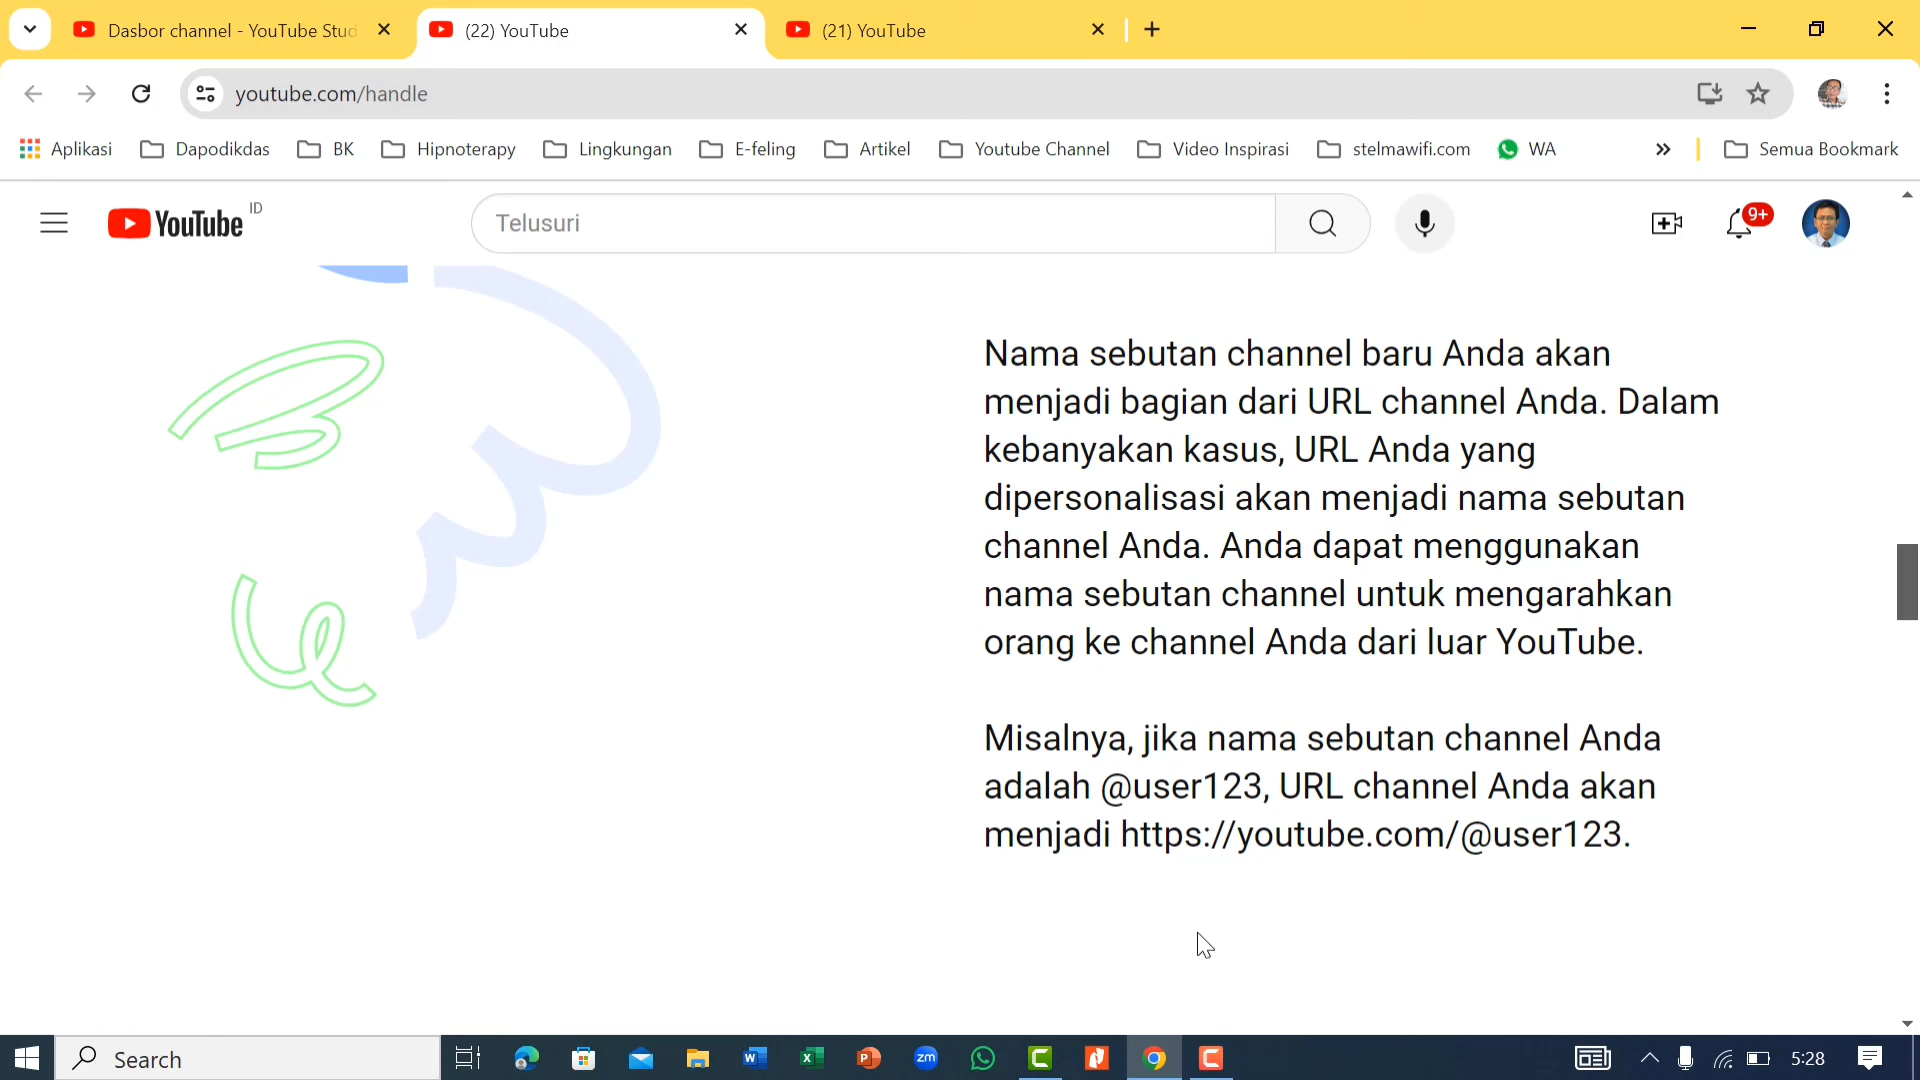 Dasbor channel - YouTube Stud
(22) YouTube
(21) YouTube
youtube.com/handle
Aplikasi
Dapodikdas
BK
Hipnoterapy
Lingkungan
E-feling
Artikel
Youtube Channel
Video Inspirasi
stelmawifi.com
WA
Semua Bookmark
YouTube ID
Telusuri
9+
Nama sebutan channel baru Anda akan
menjadi bagian dari URL channel Anda. Dalam
kebanyakan kasus, URL Anda yang
dipersonalisasi akan menjadi nama sebutan
channel Anda. Anda dapat menggunakan
nama sebutan channel untuk mengarahkan
orang ke channel Anda dari luar YouTube.
Misalnya, jika nama sebutan channel Anda
adalah @user123, URL channel Anda akan
menjadi https://youtube.com/@user123.
Search
zm
5:28